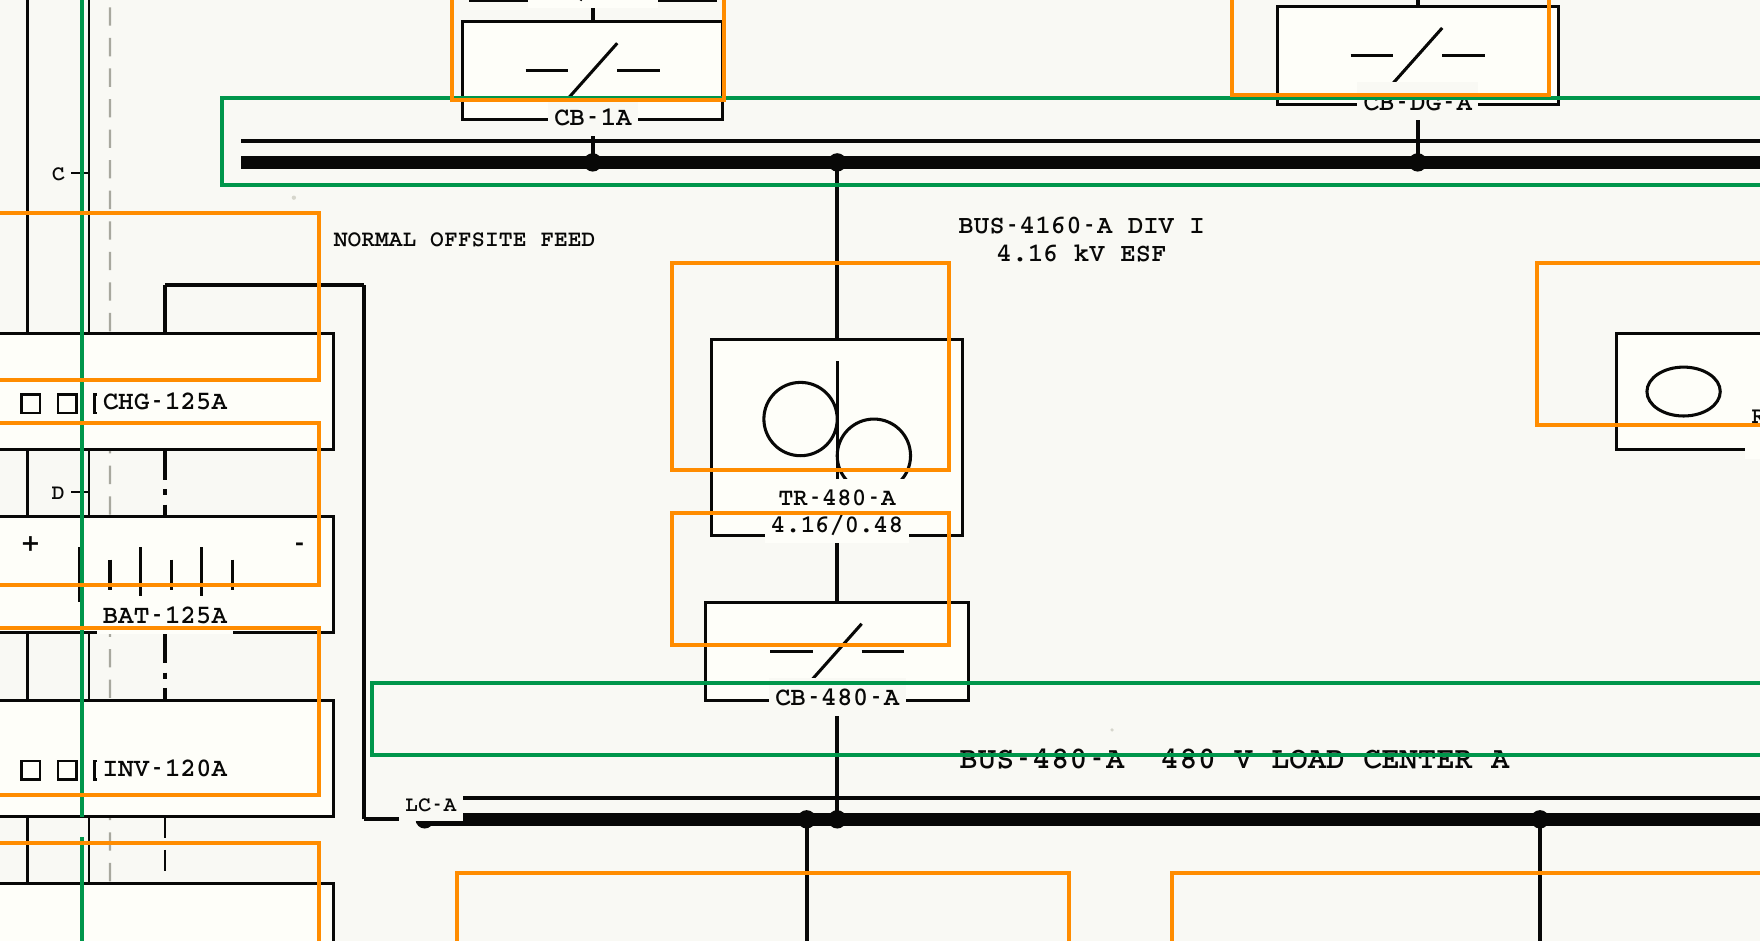 CB-1A
CB-DG-A
C
BUS-4160-A DIV I
4.16 kV ESF
NORMAL OFFSITE FEED
CHG-125A
D
TR-480-A
4.16/0.48
+ -
BAT-125A
CB-480-A
BUS-480-A 480 V LOAD CENTER A
INV-120A
LC-A